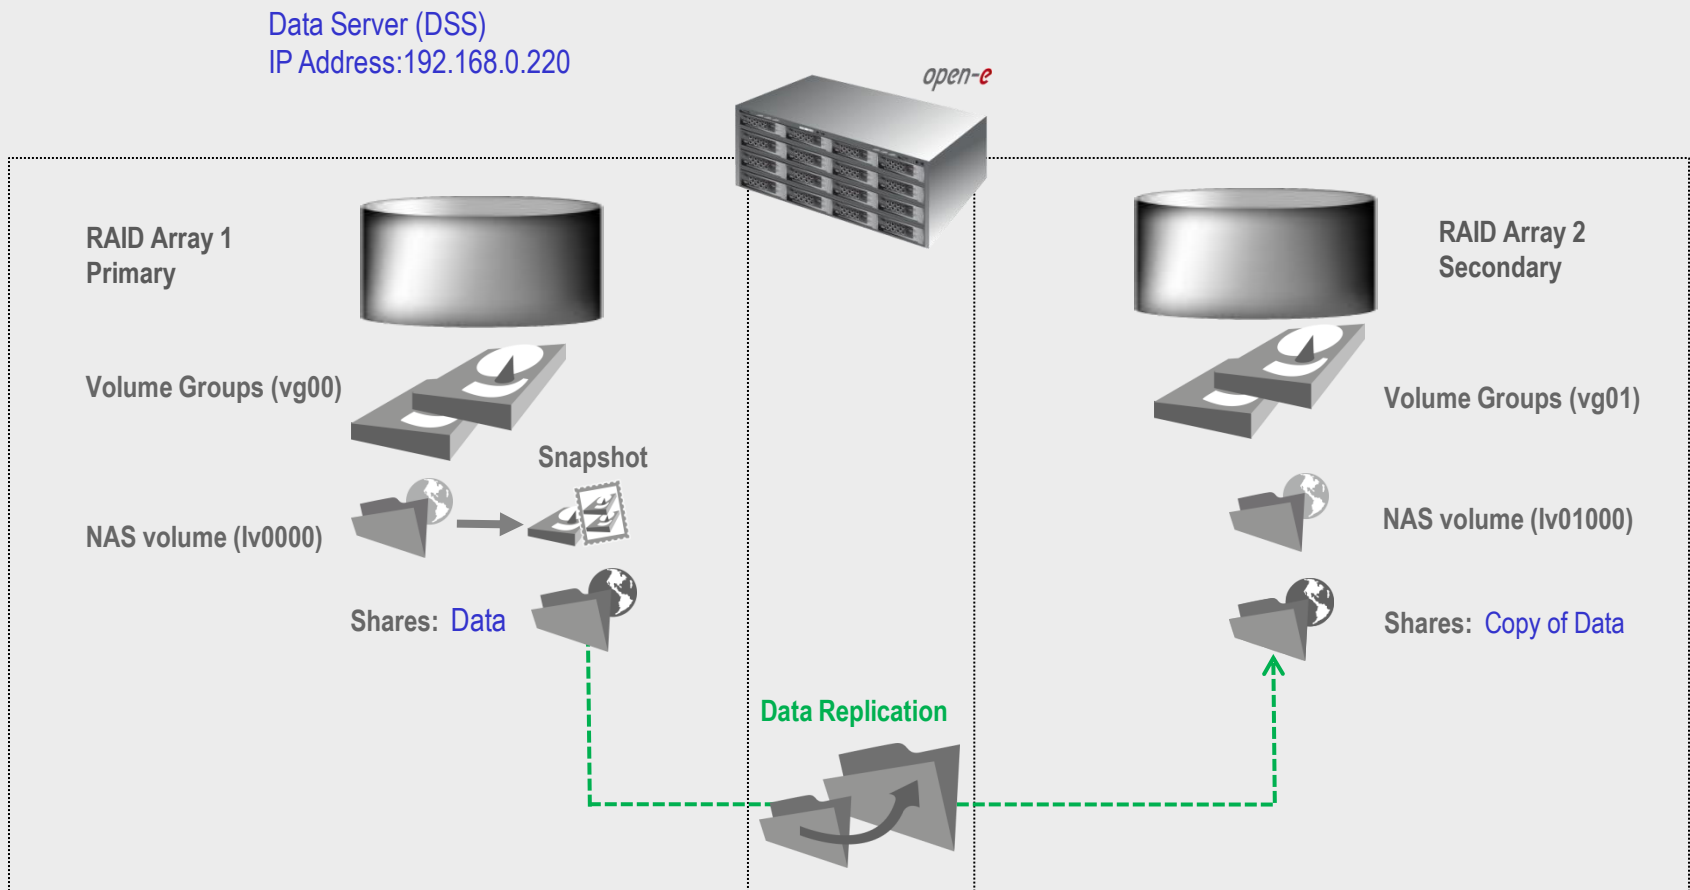 Data Server (DSS)
IP Address:192.168.0.220
open-e
RAID Array 1
Primary
RAID Array 2
Secondary
Volume Groups (vg00)
Volume Groups (vg01)
Snapshot
NAS volume (lv0000)
NAS volume (lv01000)
Shares: Data
Shares: Copy of Data
Data Replication